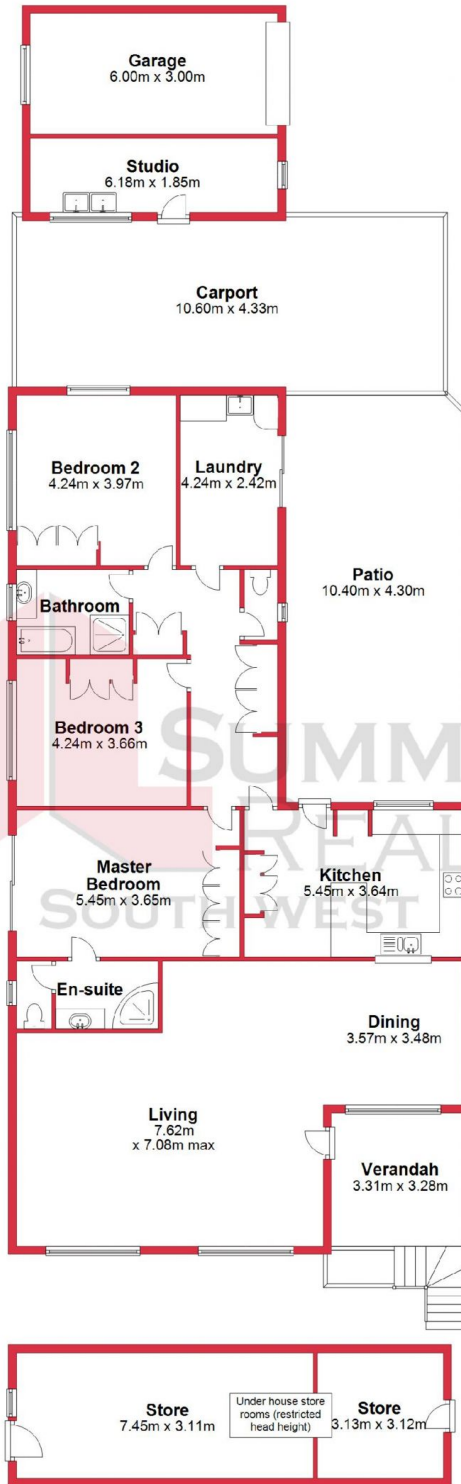 Garage
6.00m x 3.00m
Studio
6.18m x 1.85m
Carport
10.60m x 4.33m
Bedroom 2
4.24m x 3.97m
Laundry
4.24m x 2.42m
Patio
10.40m x 4.30m
Bathroom
Bedroom 3
4.24m x 3.66m
SUMM
REAL
SOUTH WEST
Master
Bedroom
5.45m x 3.65m
Kitchen
5.45m x 3.64m
En-suite
Dining
3.57m x 3.48m
Living
7.62m
x 7.08m max
Verandah
3.31m x 3.28m
Store
7.45m x 3.11m
Under house store
rooms (restricted
head height)
Store
3.13m x 3.12m